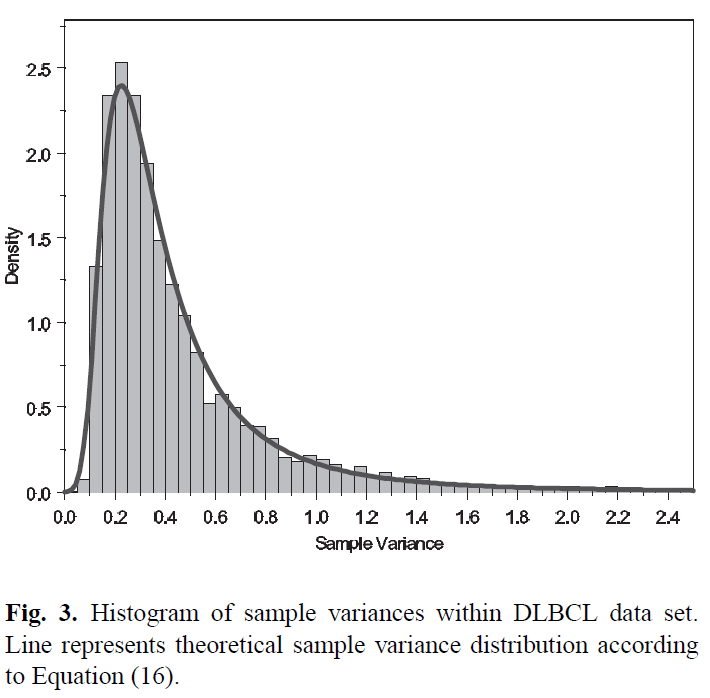 2.5
2.0
1.5
1.0
0.5
0.0
Density
0.0 0.2 0.4 0.6 0.8 1.0 1.2 1.4 1.6 1.8 2.0 2.2 2.4
Sample Variance
Fig. 3. Histogram of sample variances within DLBCL data set.
Line represents theoretical sample variance distribution according
to Equation (16).